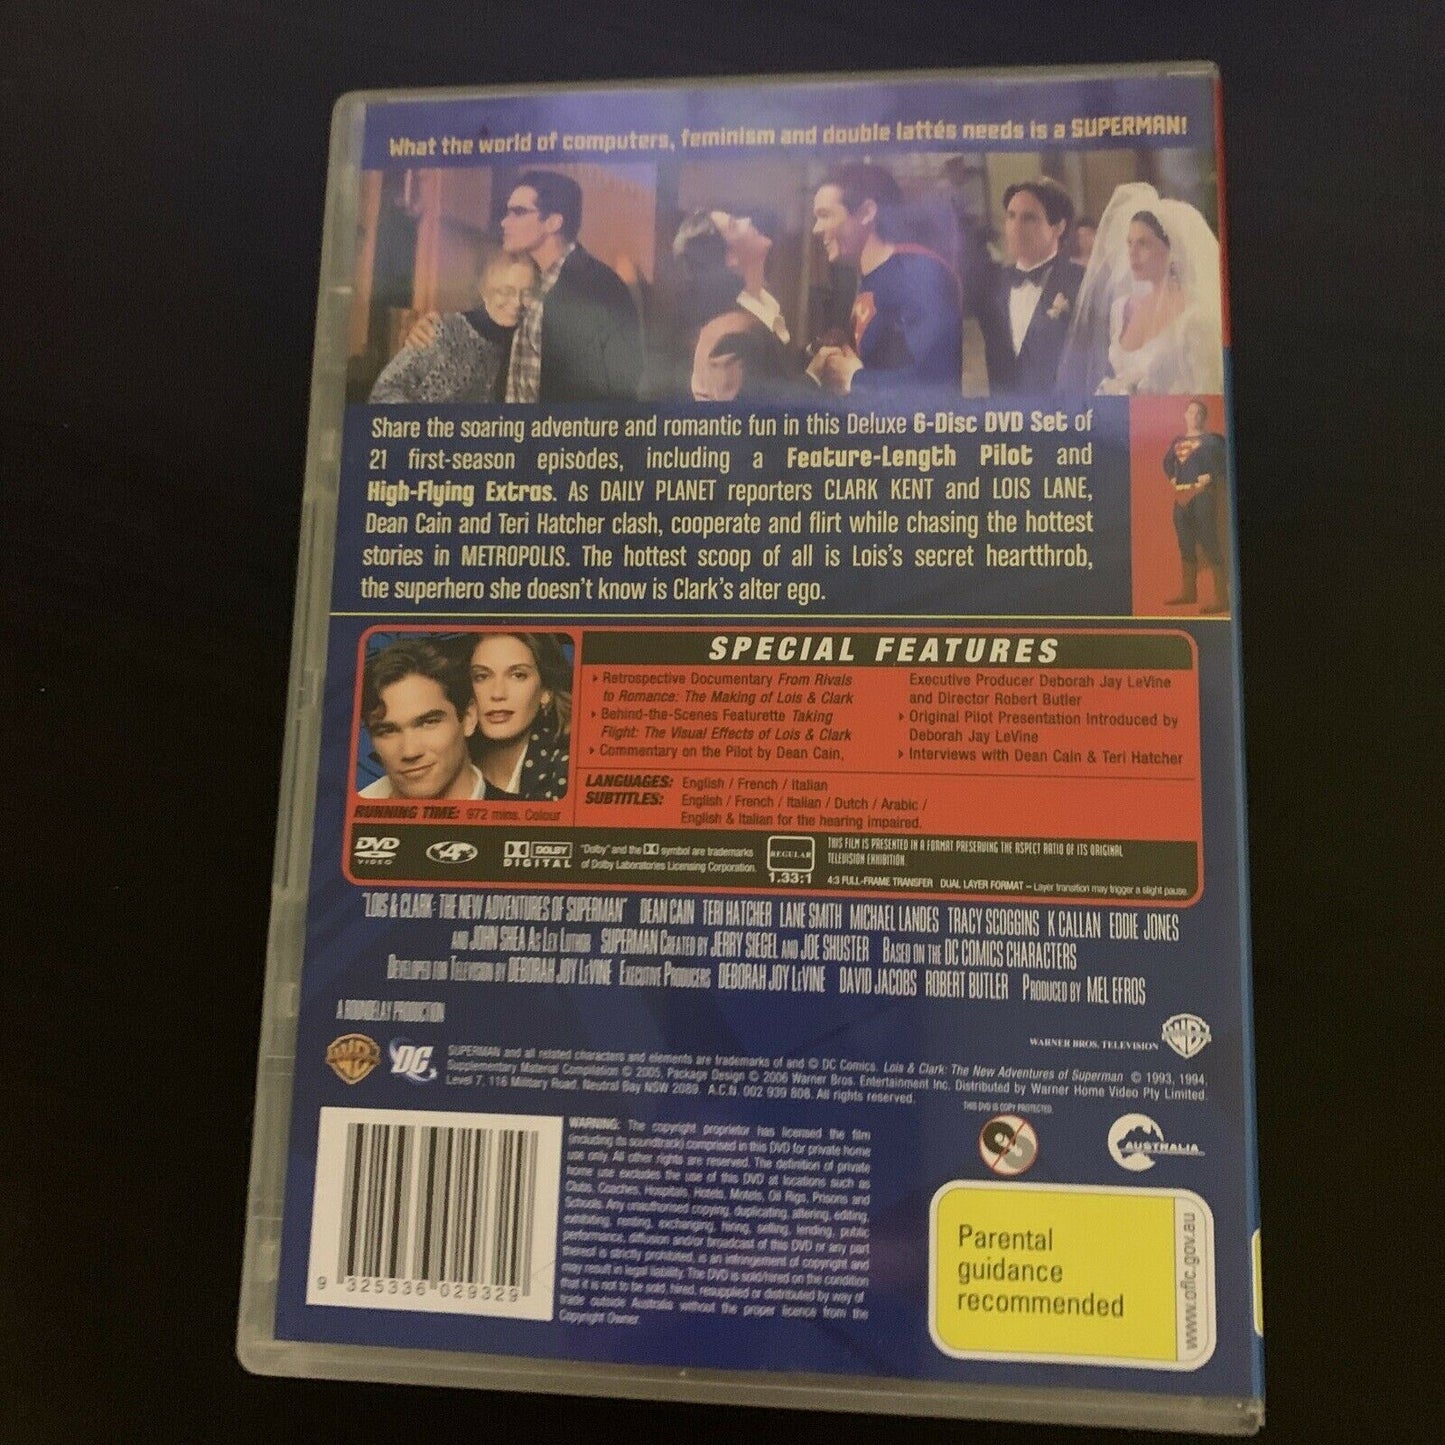 What the world of computers, feminism and double lattés needs is a SUPERMAN!
Share the soaring adventure and romantic fun in this Deluxe 6-Disc DVD Set of
21 first-season episodes, including a Feature-Length Pilot and
High-Flying Extras. As DAILY PLANET reporters CLARK KENT and LOIS LANE,
Dean Cain and Teri Hatcher clash, cooperate and flirt while chasing the hottest
stories in METROPOLIS. The hottest scoop of all is Lois's secret heartthrob,
the superhero she doesn't know is Clark's alter ego.
SPECIAL FEATURES
Retrospective Documentary From Rivals
to Romance: The Making of Lois & Clark
Behind-the-Scenes Featurette Taking
Flight: The Visual Effects of Lois & Clark
Commentary on the Pilot by Dean Cain,
Executive Producer Deborah Jay LeVine
and Director Robert Butler
Original Pilot Presentation Introduced by
Deborah Jay LeVine
Interviews with Dean Cain & Teri Hatcher
LANGUAGES: English / French / Italian
SUBTITLES: English / French / Italian / Dutch / Arabic /
English & Italian for the hearing impaired.
RUNNING TIME: 972 mins. Colour
DVD VIDEO
4
DOLBY DIGITAL
"Dolby" and the symbol are trademarks
of Dolby Laboratories Licensing Corporation.
REGULAR
1.33:1
THIS FILM IS PRESENTED IN A FORMAT PRESERVING THE ASPECT RATIO OF ITS ORIGINAL
TELEVISION EXHIBITION.
4:3 FULL-FRAME TRANSFER DUAL LAYER FORMAT – Layer transition may trigger a slight pause.
"LOIS & CLARK: THE NEW ADVENTURES OF SUPERMAN" DEAN CAIN TERI HATCHER LANE SMITH MICHAEL LANDES TRACY SCOGGINS K CALLAN EDDIE JONES
AND JOHN SHEA AS LEX LUTHOR SUPERMAN CREATED BY JERRY SIEGEL AND JOE SHUSTER BASED ON THE DC COMICS CHARACTERS
DEVELOPED FOR TELEVISION BY DEBORAH JOY LEVINE EXECUTIVE PRODUCERS DEBORAH JOY LEVINE DAVID JACOBS ROBERT BUTLER PRODUCED BY MEL EFROS
A ROUNDELAY PRODUCTION
WARNER BROS. TELEVISION
WB
DC
SUPERMAN and all related characters and elements are trademarks of and © DC Comics. Lois & Clark: The New Adventures of Superman © 1993, 1994,
Supplementary Material Compilation © 2005, Package Design © 2006 Warner Bros. Entertainment Inc. Distributed by Warner Home Video Pty Limited.
Level 7, 116 Military Road, Neutral Bay NSW 2089. A.C.N. 002 939 808. All rights reserved.
THIS DVD IS COPY PROTECTED
AUSTRALIA
WARNING: The copyright proprietor has licensed the film
(including its soundtrack) comprised in this DVD for private home
use only. All other rights are reserved. The definition of private
home use excludes the use of this DVD at locations such as
Clubs, Coaches, Hospitals, Hotels, Motels, Oil Rigs, Prisons and
Schools. Any unauthorised copying, duplicating, altering, editing,
exhibiting, renting, exchanging, hiring, selling, lending, public
performance, diffusion and/or broadcast of this DVD or any part
thereof is strictly prohibited, is an infringement of copyright and
may result in legal liability. The DVD is sold/hired on the condition
that it is not to be sold, hired, resupplied or distributed by way of
trade outside Australia without the proper licence from the
Copyright Owner.
9 325336 029329
Parental
guidance
recommended
www.oflc.gov.au